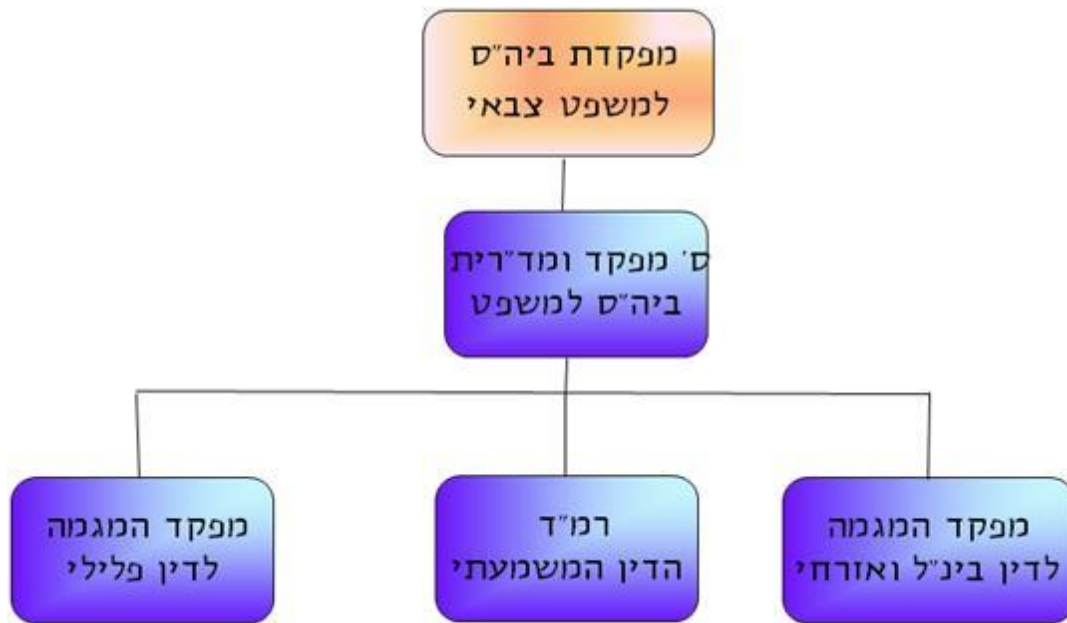 מפקדת ביה"ס
למשפט צבאי
ס' מפקד ומד"רית
ביה"ס למשפט
מפקד המגמה
לדין בינ"ל ואזרחי
רמ"ד
הדין המשמעתי
מפקד המגמה
לדין פלילי